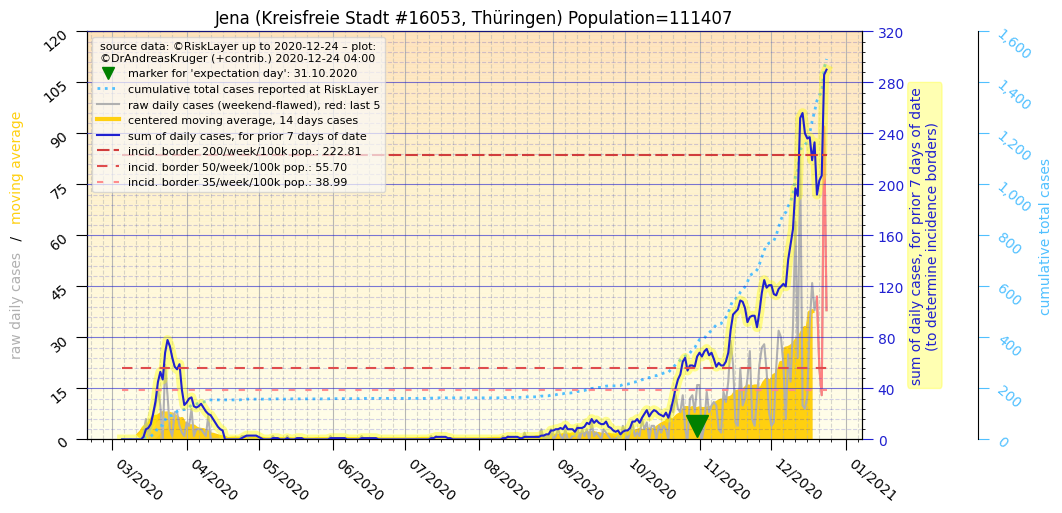 Jena (Kreisfreie Stadt #16053, Thüringen) Population=111407
source data: ©RiskLayer up to 2020-12-24 – plot:
©DrAndreasKruger (+contrib.) 2020-12-24 04:00
marker for 'expectation day': 31.10.2020
cumulative total cases reported at RiskLayer
raw daily cases (weekend-flawed), red: last 5
centered moving average, 14 days cases
sum of daily cases, for prior 7 days of date
incid. border 200/week/100k pop.: 222.81
incid. border 50/week/100k pop.: 55.70
incid. border 35/week/100k pop.: 38.99
raw daily cases / moving average
120
105
90
75
60
45
30
15
0
03/2020
04/2020
05/2020
06/2020
07/2020
08/2020
09/2020
10/2020
11/2020
12/2020
01/2021
320
280
240
200
160
120
80
40
0
sum of daily cases, for prior 7 days of date
(to determine incidence borders)
1,600
1,400
1,200
1,000
800
600
400
200
0
cumulative total cases